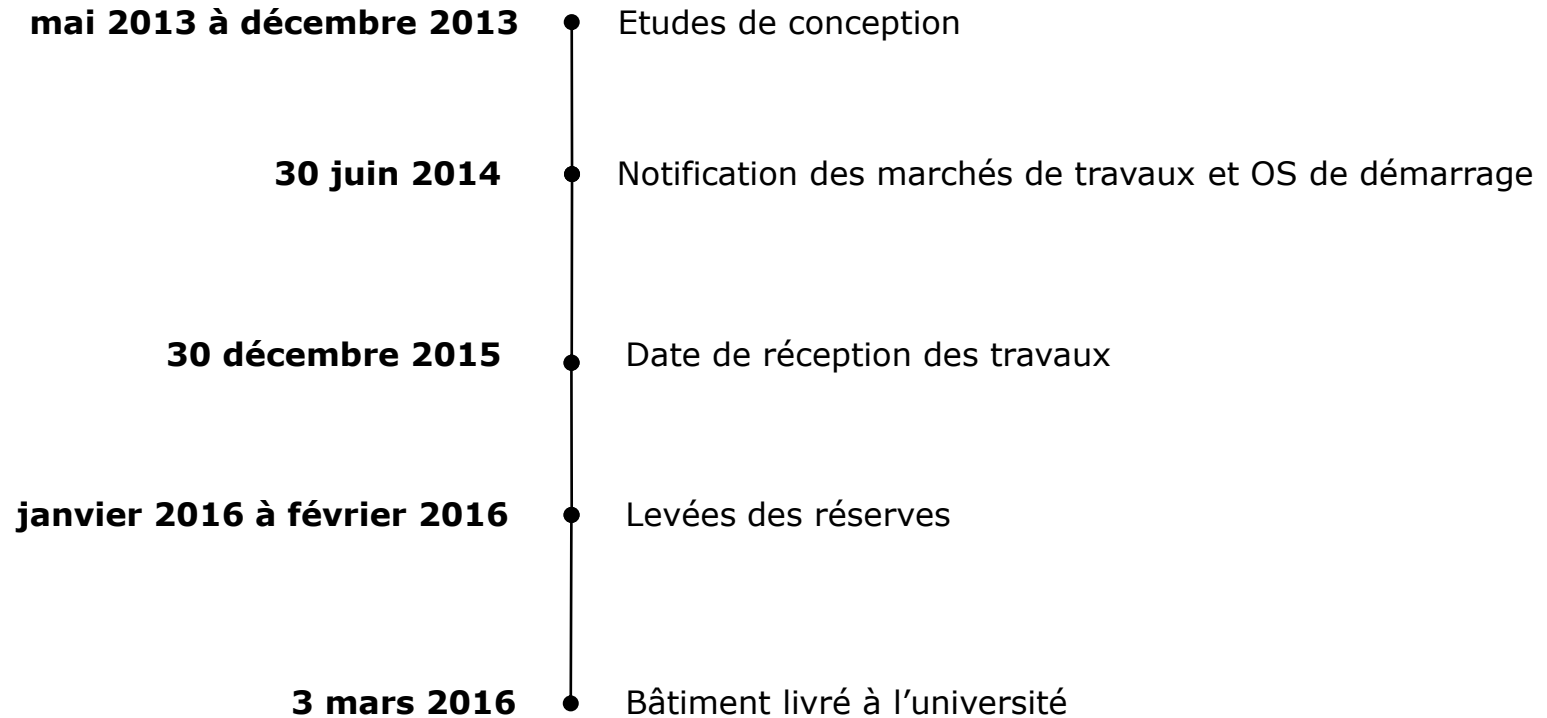 mai 2013 à décembre 2013 Etudes de conception
30 juin 2014 Notification des marchés de travaux et OS de démarrage
30 décembre 2015 Date de réception des travaux
janvier 2016 à février 2016 Levées des réserves
3 mars 2016 Bâtiment livré à l’université